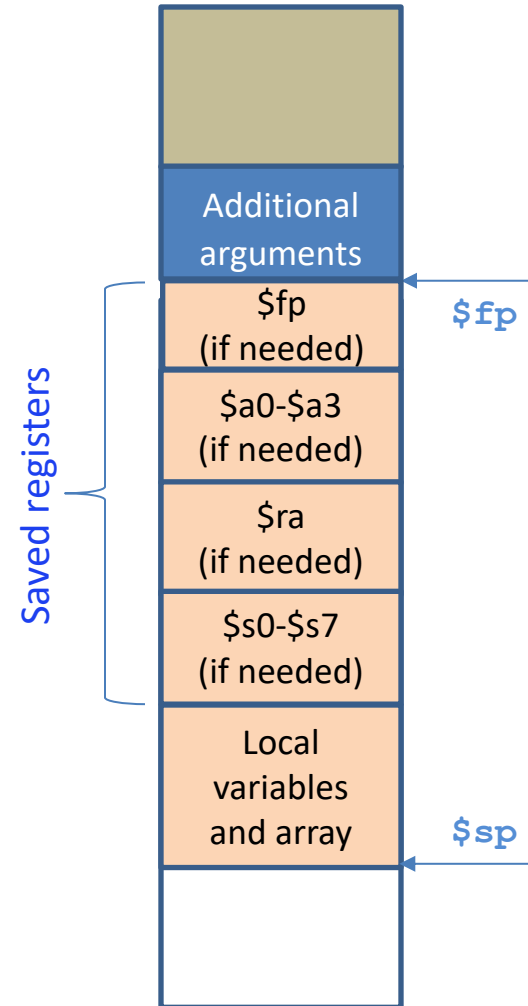 Additional
arguments
$fp
$fp
(if needed)
$a0-$a3
(if needed)
Saved registers
$ra
(if needed)
$s0-$s7
(if needed)
Local
variables
and array
$sp